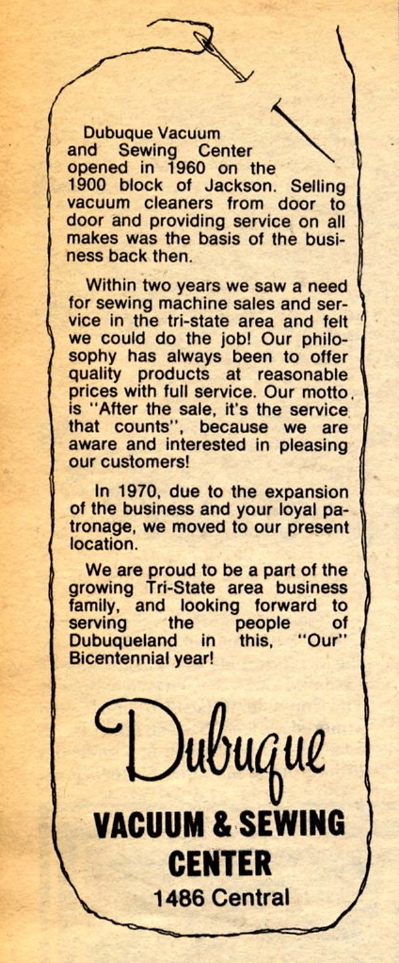 Dubuque Vacuum
and Sewing Center
opened in 1960 on the
1900 block of Jackson. Selling
vacuum cleaners from door to
door and providing service on all
makes was the basis of the busi-
ness back then.
Within two years we saw a need
for sewing machine sales and ser-
vice in the tri-state area and felt
we could do the job! Our philo-
sophy has always been to offer
quality products at reasonable
prices with full service. Our motto
is "After the sale, it's the service
that counts", because we are
aware and interested in pleasing
our customers!
In 1970, due to the expansion
of the business and your loyal pa-
tronage, we moved to our present
location.
We are proud to be a part of the
growing Tri-State area business
family, and looking forward to
serving the people of
Dubuqueland in this, "Our"
Bicentennial year!
Dubuque
VACUUM & SEWING
CENTER
1486 Central